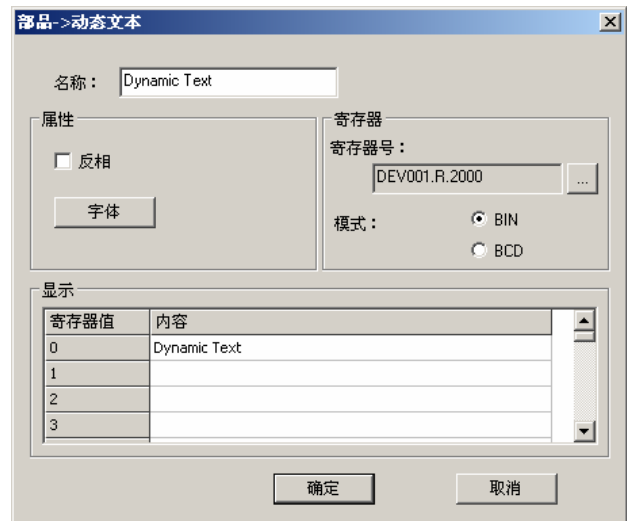 部品->动态文本
名称： Dynamic Text
属性
反相
字体
寄存器
寄存器号：
DEV001.R.2000 ...
模式： BIN
BCD
显示
寄存器值 内容
0 Dynamic Text
1
2
3
确定 取消